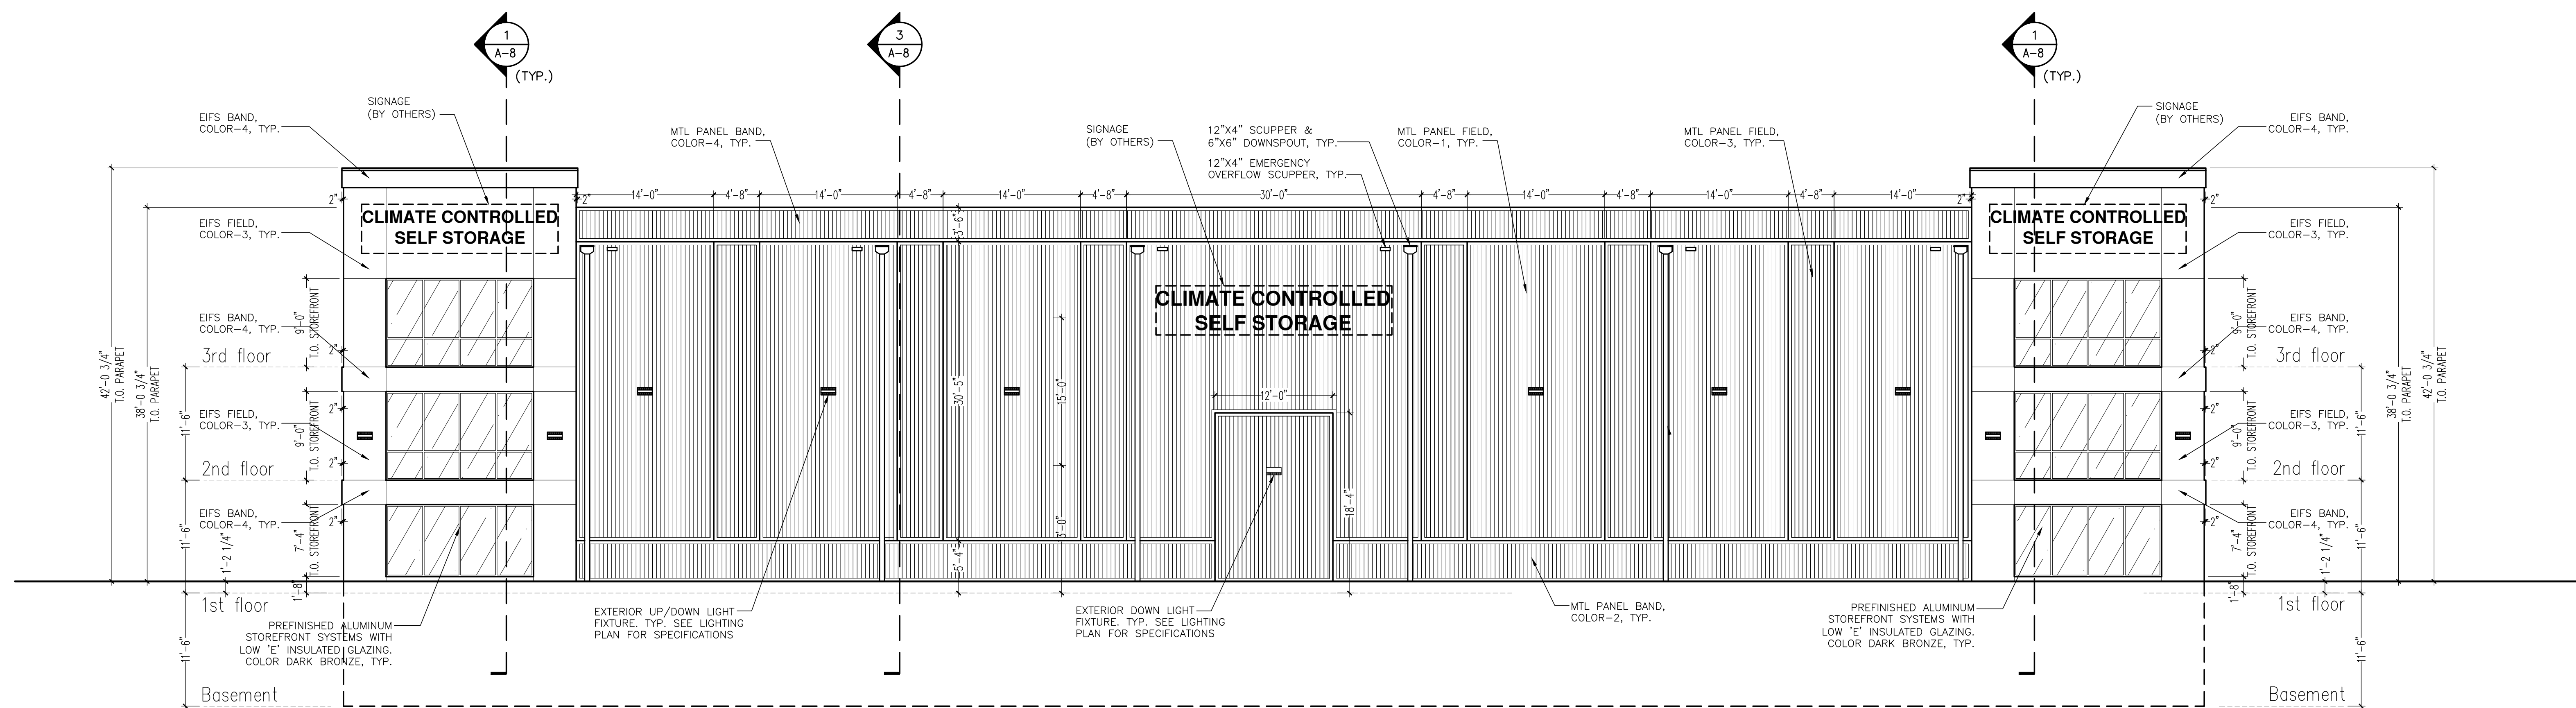 1
A-8
(TYP.)
3
A-8
1
A-8
(TYP.)
SIGNAGE
(BY OTHERS)
EIFS BAND,
COLOR-4, TYP.
MTL PANEL BAND,
COLOR-4, TYP.
SIGNAGE
(BY OTHERS)
12"X4" SCUPPER &
6"X6" DOWNSPOUT, TYP.
12"X4" EMERGENCY
OVERFLOW SCUPPER, TYP.
MTL PANEL FIELD,
COLOR-1, TYP.
MTL PANEL FIELD,
COLOR-3, TYP.
SIGNAGE
(BY OTHERS)
EIFS BAND,
COLOR-4, TYP.
2"
2"
14'-0"
4'-8"
14'-0"
4'-8"
14'-0"
4'-8"
30'-0"
4'-8"
14'-0"
4'-8"
14'-0"
4'-8"
14'-0"
2"
2"
CLIMATE CONTROLLED
SELF STORAGE
CLIMATE CONTROLLED
SELF STORAGE
EIFS FIELD,
COLOR-3, TYP.
3'-6"
EIFS FIELD,
COLOR-3, TYP.
CLIMATE CONTROLLED
SELF STORAGE
42'-0 3/4"
T.O. PARAPET
38'-0 3/4"
T.O. PARAPET
EIFS BAND,
COLOR-4, TYP.
9'-0"
T.O. STOREFRONT
2"
3rd floor
11'-6"
EIFS FIELD,
COLOR-3, TYP.
9'-0"
T.O. STOREFRONT
2"
2"
2nd floor
11'-6"
EIFS BAND,
COLOR-4, TYP.
1'-2 1/4"
7'-4"
T.O. STOREFRONT
2"
1'-8"
1st floor
11'-6"
Basement
30'-5"
15'-0"
3'-0"
5'-4"
12'-0"
18'-4"
PREFINISHED ALUMINUM
STOREFRONT SYSTEMS WITH
LOW 'E' INSULATED GLAZING.
COLOR DARK BRONZE, TYP.
EXTERIOR UP/DOWN LIGHT
FIXTURE. TYP. SEE LIGHTING
PLAN FOR SPECIFICATIONS
EXTERIOR DOWN LIGHT
FIXTURE. TYP. SEE LIGHTING
PLAN FOR SPECIFICATIONS
MTL PANEL BAND,
COLOR-2, TYP.
PREFINISHED ALUMINUM
STOREFRONT SYSTEMS WITH
LOW 'E' INSULATED GLAZING.
COLOR DARK BRONZE, TYP.
2"
9'-0"
T.O. STOREFRONT
EIFS BAND,
COLOR-4, TYP.
3rd floor
2"
9'-0"
T.O. STOREFRONT
EIFS FIELD,
COLOR-3, TYP.
11'-6"
2"
2nd floor
EIFS BAND,
COLOR-4, TYP.
2"
7'-4"
T.O. STOREFRONT
1'-2 1/4"
11'-6"
1'-8"
1st floor
11'-6"
Basement
38'-0 3/4"
T.O. PARAPET
42'-0 3/4"
T.O. PARAPET